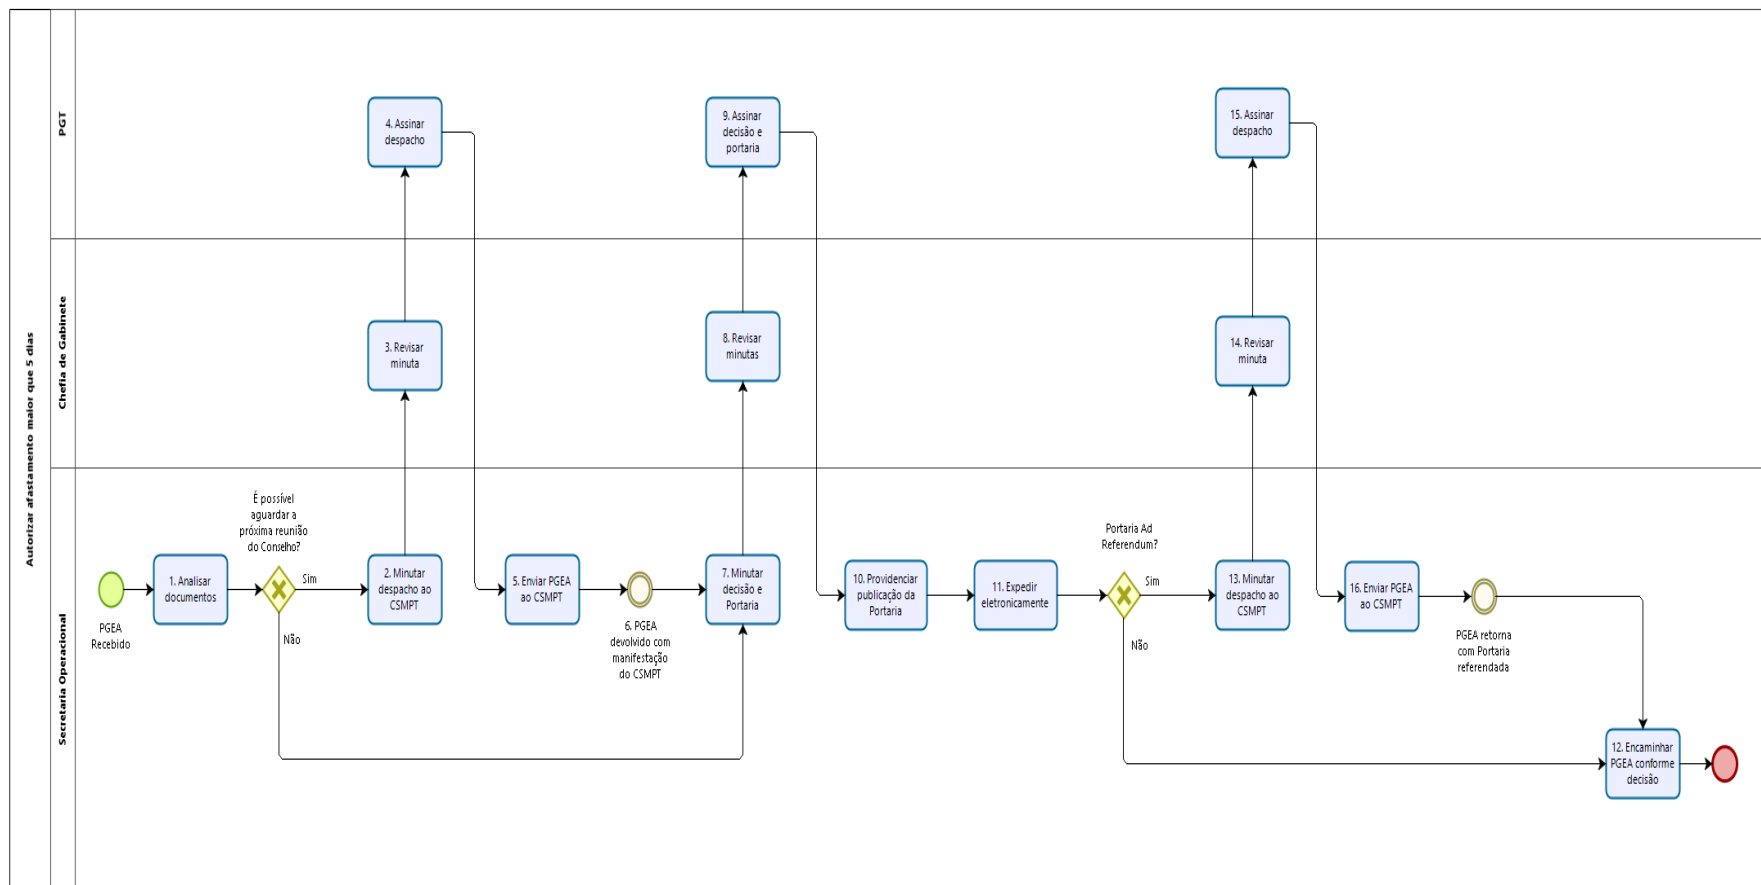 Autorizar afastamento maior que 5 dias
PGT
4. Assinar
despacho
9. Assinar
decisão e
portaria
15. Assinar
despacho
Chefia de Gabinete
3. Revisar
minuta
8. Revisar
minutas
14. Revisar
minuta
Secretaria Operacional
PGEA
Recebido
1. Analisar
documentos
É possível
aguardar a
próxima reunião
do Conselho?
Sim
Não
2. Minutar
despacho ao
CSMPT
5. Enviar PGEA
ao CSMPT
6. PGEA
devolvido com
manifestação
do CSMPT
7. Minutar
decisão e
Portaria
10. Providenciar
publicação da
Portaria
11. Expedir
eletronicamente
Portaria Ad
Referendum?
Sim
Não
13. Minutar
despacho ao
CSMPT
16. Enviar PGEA
ao CSMPT
PGEA retorna
com Portaria
referendada
12. Encaminhar
PGEA conforme
decisão